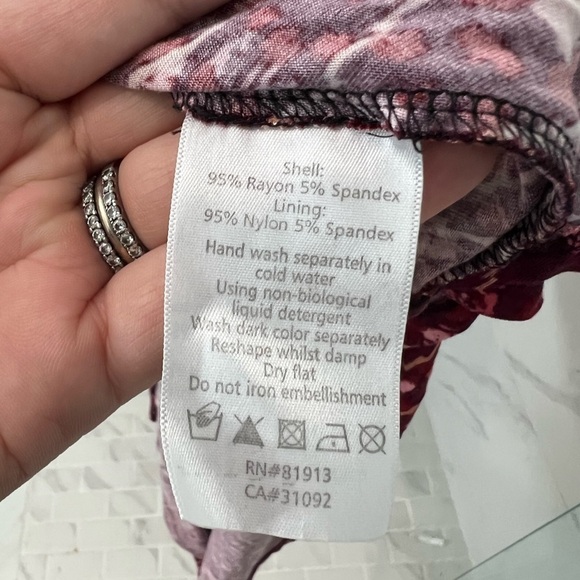 Shell:
95% Rayon 5% Spandex
Lining:
95% Nylon 5% Spandex
Hand wash separately in
cold water
Using non-biological
liquid detergent
Wash dark color separately
Reshape whilst damp
Dry flat
Do not iron embellishment
RN#81913
CA#31092